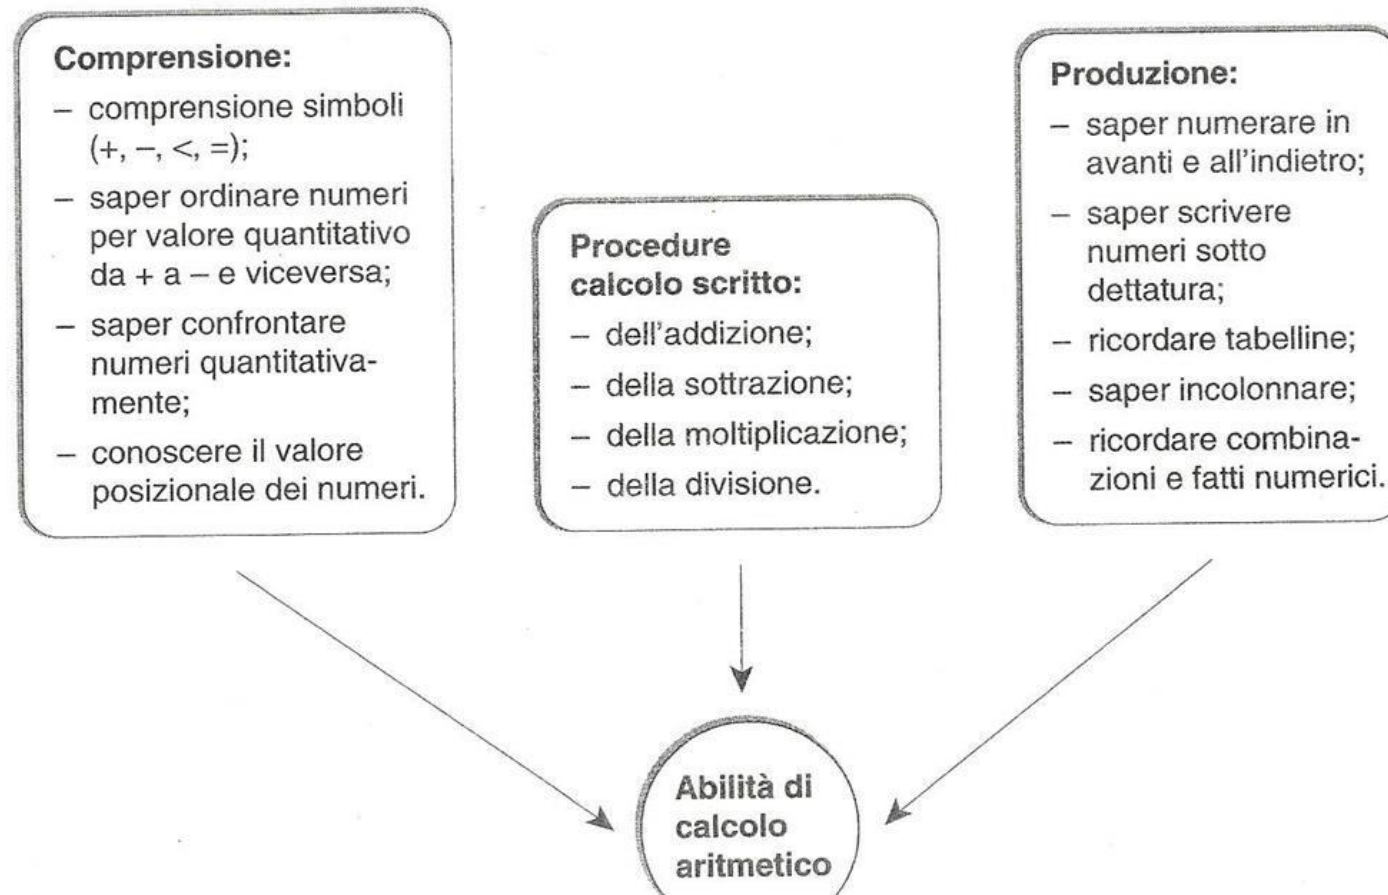 Comprensione:
– comprensione simboli
(+, –, <, =);
– saper ordinare numeri
per valore quantitativo
da + a – e viceversa;
– saper confrontare
numeri quantitativa-
mente;
– conoscere il valore
posizionale dei numeri.
Procedure
calcolo scritto:
– dell'addizione;
– della sottrazione;
– della moltiplicazione;
– della divisione.
Produzione:
– saper numerare in
avanti e all'indietro;
– saper scrivere
numeri sotto
dettatura;
– ricordare tabelline;
– saper incolonnare;
– ricordare combina-
zioni e fatti numerici.
Abilità di
calcolo
aritmetico